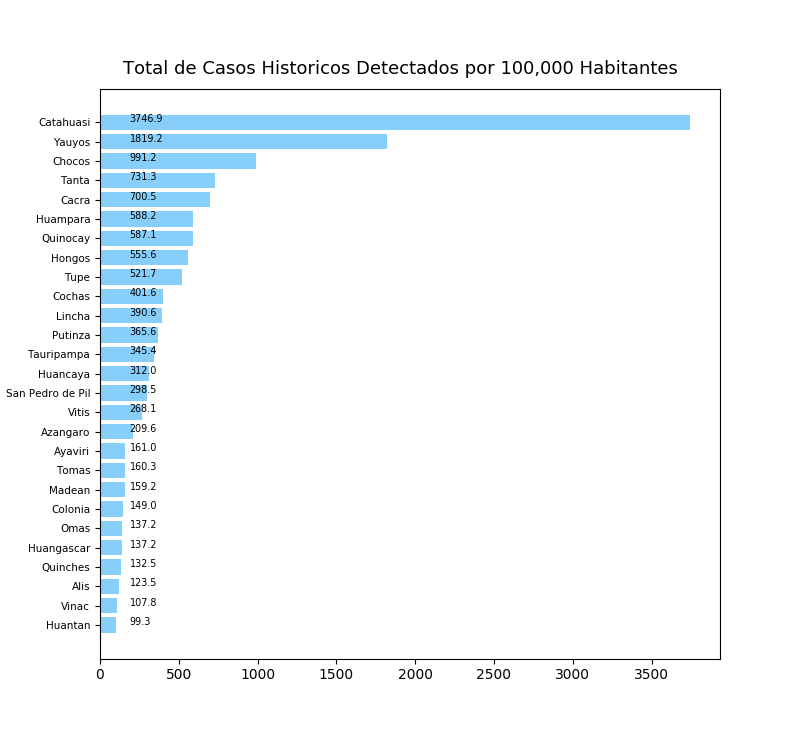 Total de Casos Historicos Detectados por 100,000 Habitantes
Catahuasi 3746.9
Yauyos 1819.2
Chocos 991.2
Tanta 731.3
Cacra 700.5
Huampara 588.2
Quinocay 587.1
Hongos 555.6
Tupe 521.7
Cochas 401.6
Lincha 390.6
Putinza 365.6
Tauripampa 345.4
Huancaya 312.0
San Pedro de Pil 298.5
Vitis 268.1
Azangaro 209.6
Ayaviri 161.0
Tomas 160.3
Madean 159.2
Colonia 149.0
Omas 137.2
Huangascar 137.2
Quinches 132.5
Alis 123.5
Vinac 107.8
Huantan 99.3
0 500 1000 1500 2000 2500 3000 3500